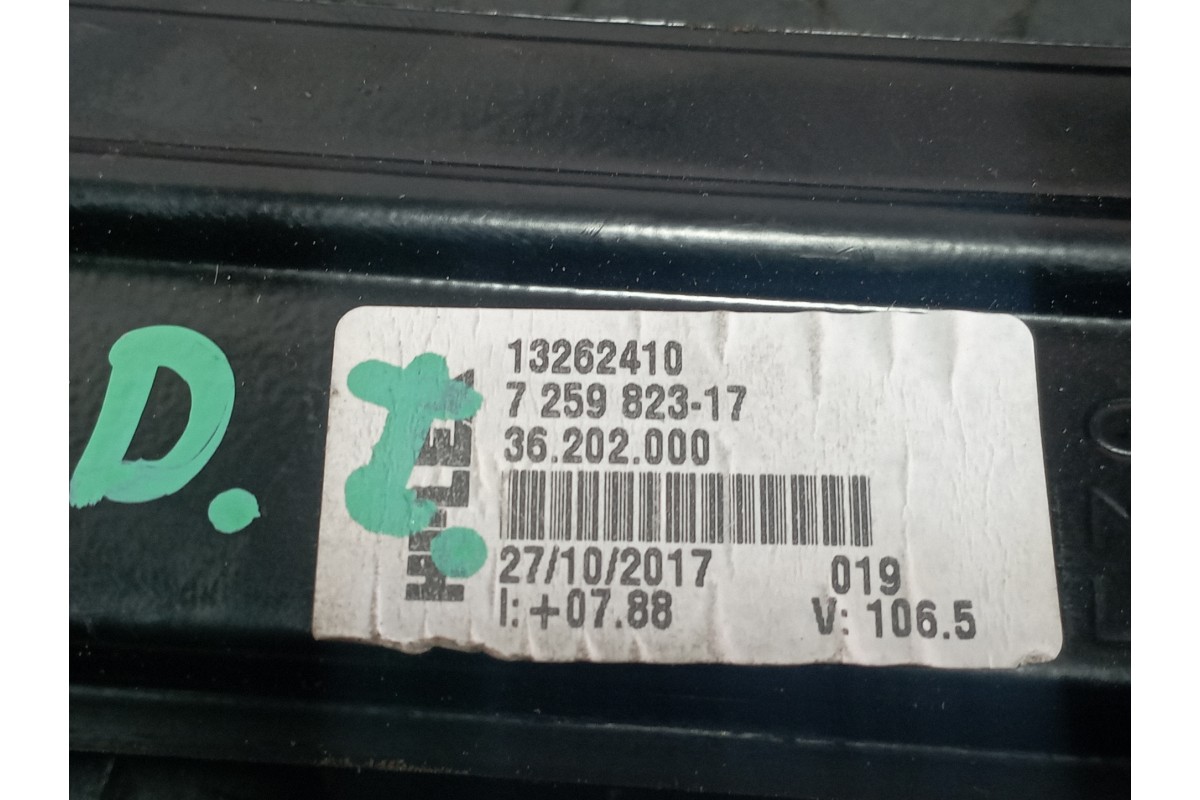 D.
I.
13262410
7 259 823-17
36.202.000
27/10/2017 019
I: +07.88 V: 106.5